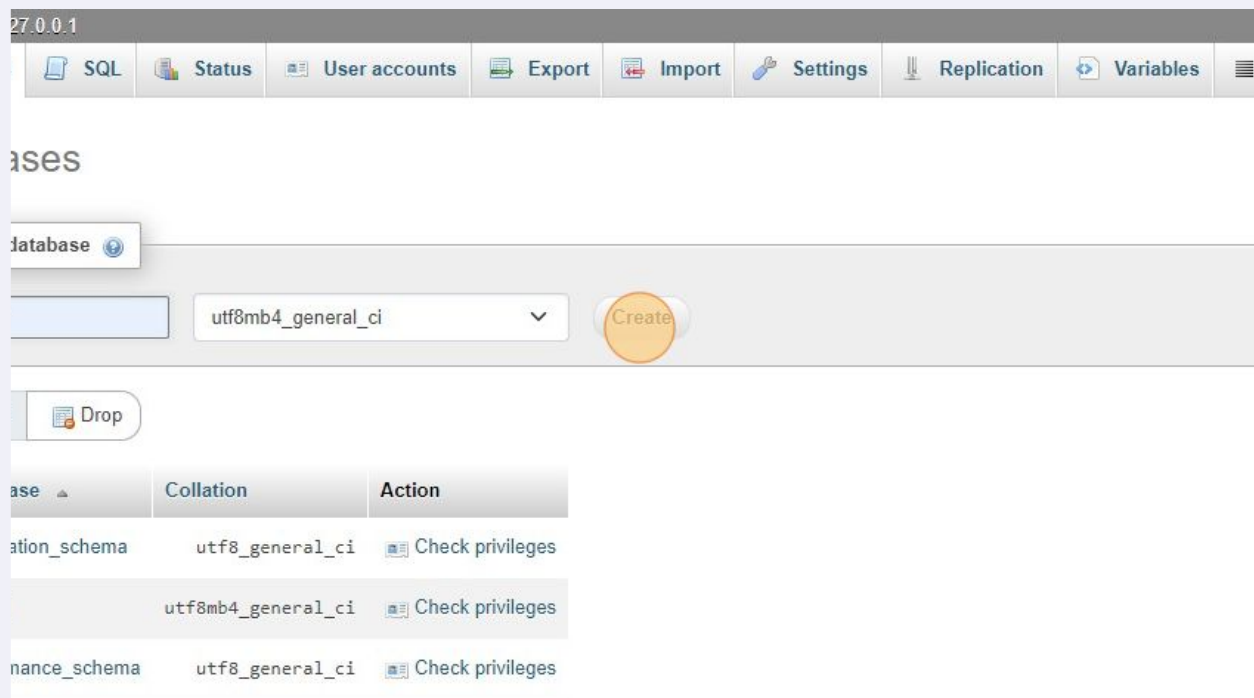 27.0.0.1
SQL Status User accounts Export Import Settings Replication Variables
ases
database
utf8mb4_general_ci Create
Drop
ase Collation Action
ation_schema utf8_general_ci Check privileges
utf8mb4_general_ci Check privileges
mance_schema utf8_general_ci Check privileges